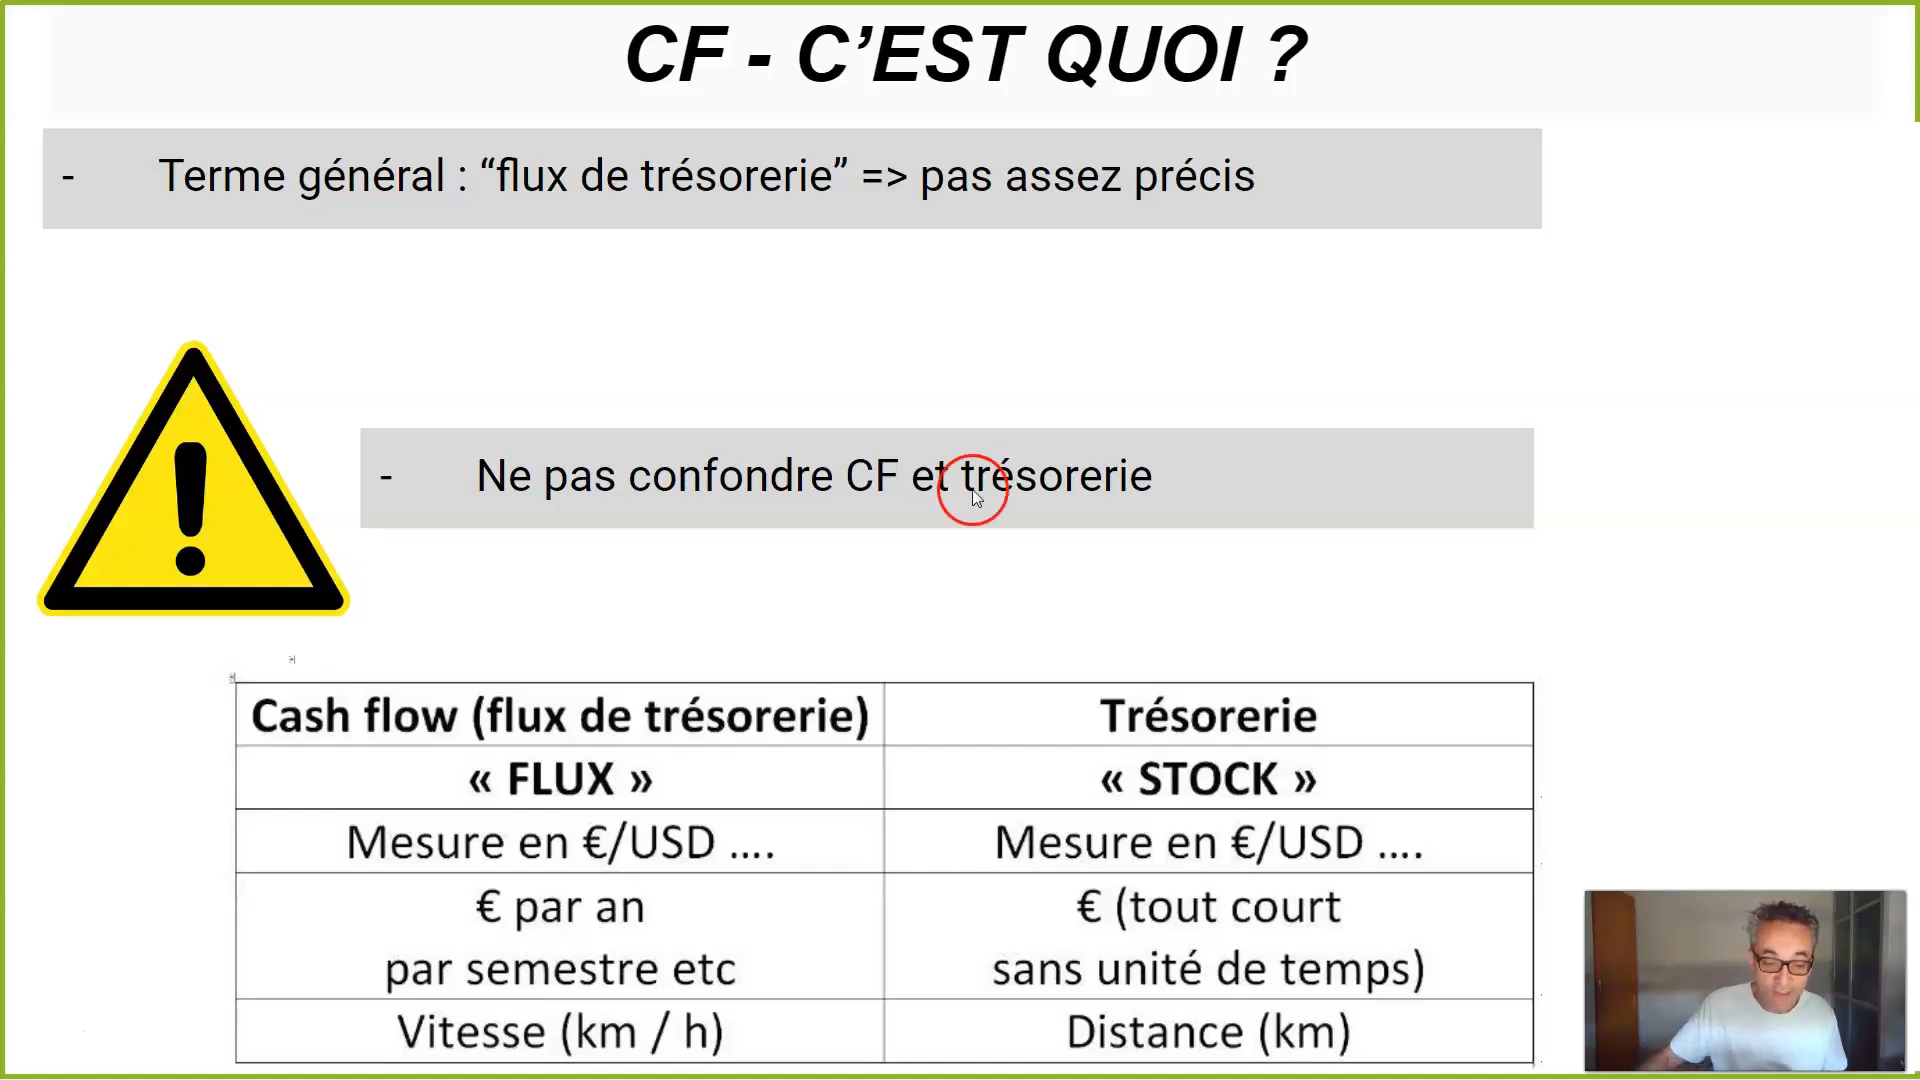 CF - C’EST QUOI ?
- Terme général : “flux de trésorerie” => pas assez précis
- Ne pas confondre CF et trésorerie
Cash flow (flux de trésorerie) Trésorerie
« FLUX » « STOCK »
Mesure en €/USD .... Mesure en €/USD ....
€ par an € (tout court
par semestre etc sans unité de temps)
Vitesse (km / h) Distance (km)